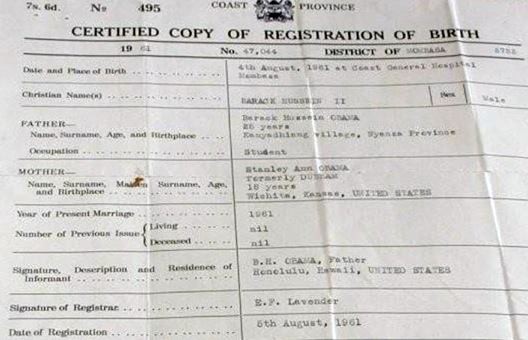 7s. 6d. No 495 COAST PROVINCE
CERTIFIED COPY OF REGISTRATION OF BIRTH
1961 No. 47,044 DISTRICT OF MOMBASA
Date and Place of Birth 4th August, 1961 at Coast General Hospital
Mombasa
Christian Name(s) BARACK HUSSEIN II Sex Male
FATHER— Barack Hussein OBAMA
Name, Surname, Age, and Birthplace 26 years
Kanyadhiang village, Nyanza Province
Occupation Student
MOTHER— Stanley Ann OBAMA
formerly DUNHAM
Name, Surname, Maiden Surname, Age, 18 years
and Birthplace Wichita, Kansas, UNITED STATES
Year of Present Marriage 1961
Number of Previous Issue { Living nil
Deceased nil
Signature, Description and Residence of B.H. OBAMA, Father
Informant Honolulu, Hawaii, UNITED STATES
Signature of Registrar E.F. Lavender
Date of Registration 5th August, 1961